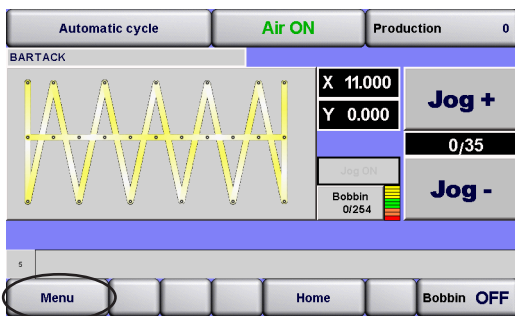 Automatic cycle
Air ON
Production 0
BARTACK
X 11.000
Y 0.000
Jog +
0/35
Jog ON
Bobbin
0/254
Jog -
5
Menu
Home
Bobbin OFF